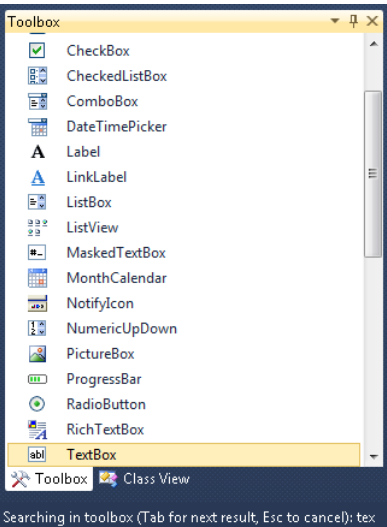 Toolbox
CheckBox
CheckedListBox
ComboBox
DateTimePicker
A Label
A LinkLabel
ListBox
ListView
#_ MaskedTextBox
MonthCalendar
NotifyIcon
NumericUpDown
PictureBox
ProgressBar
RadioButton
RichTextBox
abl TextBox
Toolbox Class View
Searching in toolbox (Tab for next result, Esc to cancel): tex